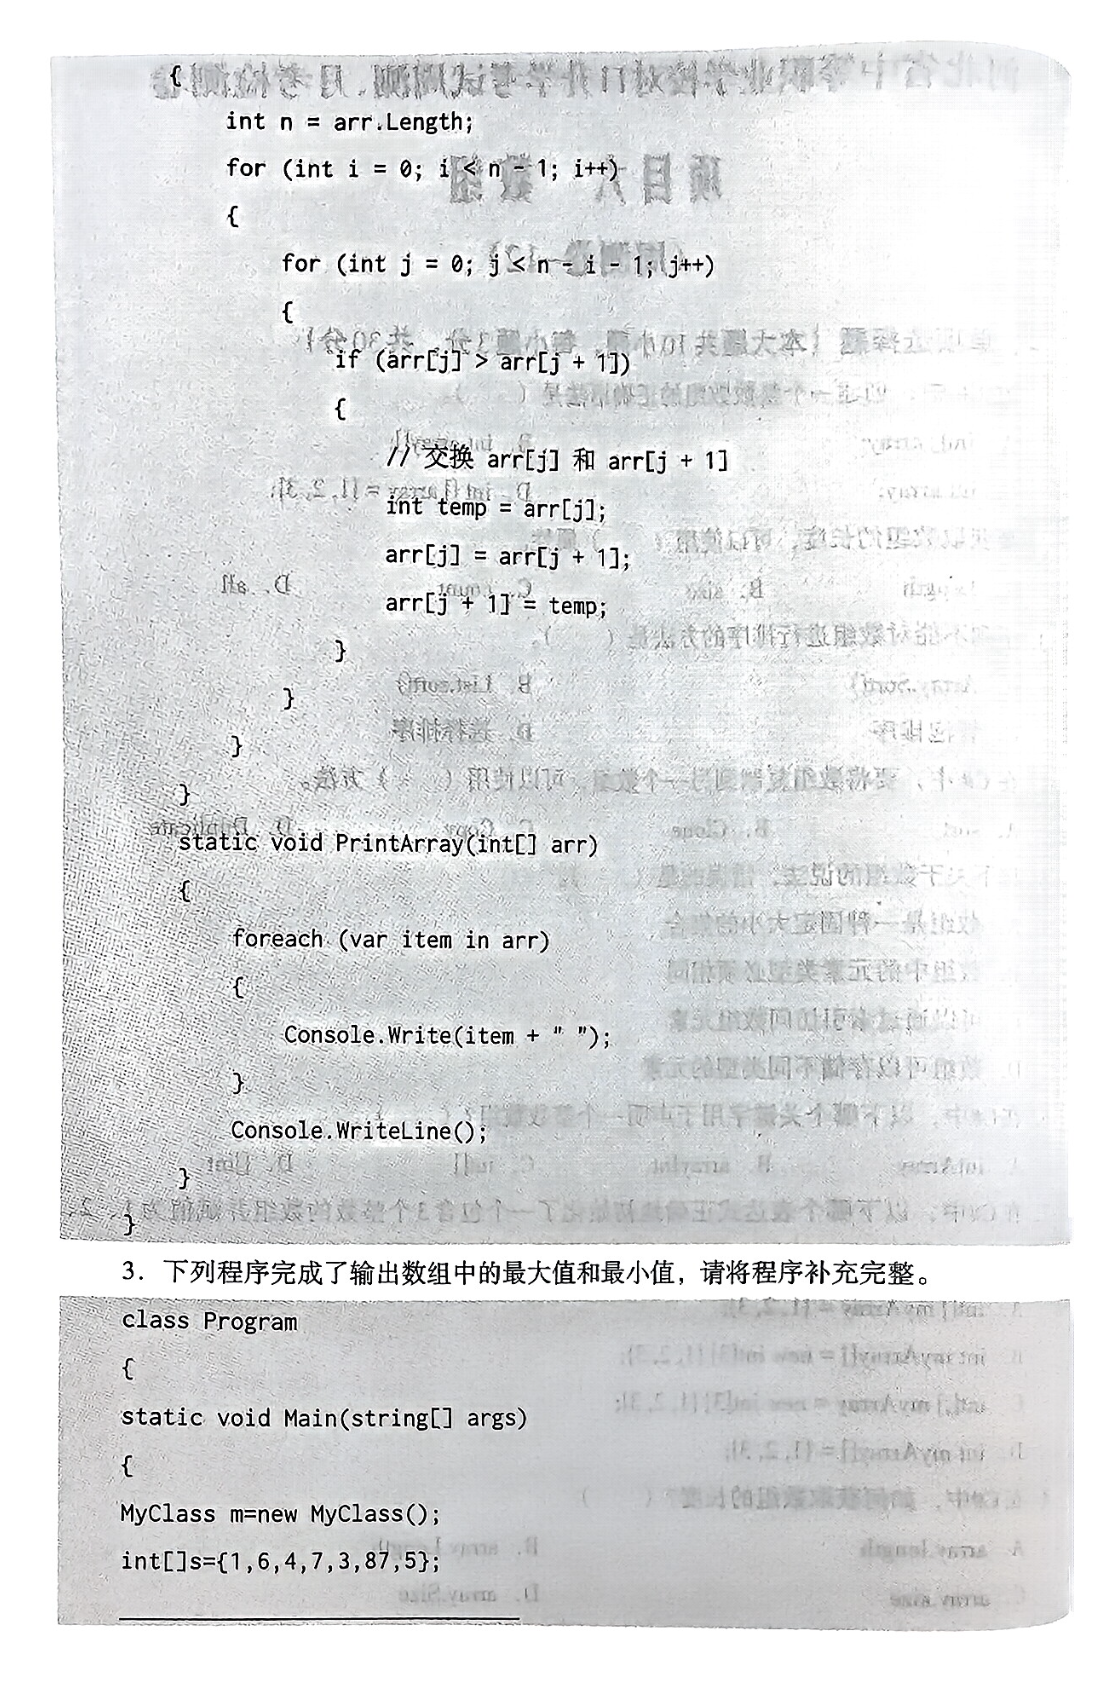 {
int n = arr.Length;
for (int i = 0; i < n - 1; i++)
{
for (int j = 0; j < n - i - 1; j++)
{
if (arr[j] > arr[j + 1])
{
// 交换 arr[j] 和 arr[j + 1]
int temp = arr[j];
arr[j] = arr[j + 1];
arr[j + 1] = temp;
}
}
}
}
static void PrintArray(int[] arr)
{
foreach (var item in arr)
{
Console.Write(item + " ");
}
Console.WriteLine();
}
}
3. 下列程序完成了输出数组中的最大值和最小值，请将程序补充完整。
class Program
{
static void Main(string[] args)
{
MyClass m=new MyClass();
int[]s={1,6,4,7,3,87,5};